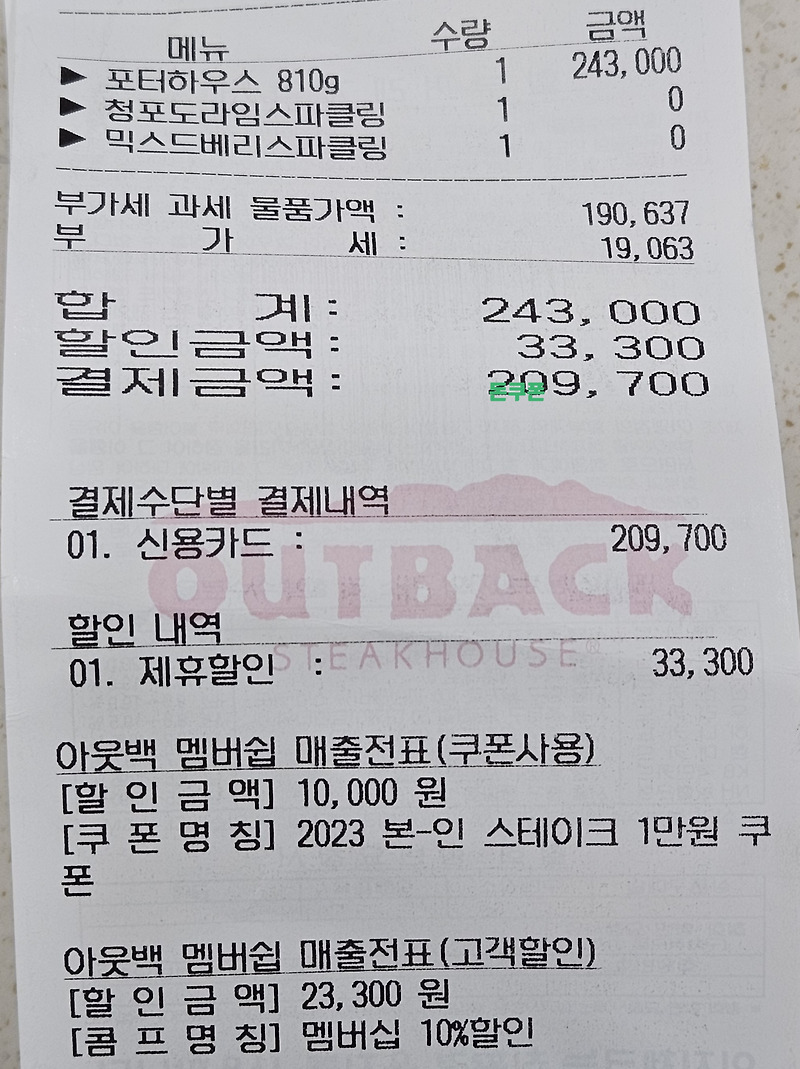 메뉴 수량 금액
▶ 포터하우스 810g 1 243,000
▶ 청포도라임스파클링 1 0
▶ 믹스드베리스파클링 1 0
부가세 과세 물품가액 : 190,637
부 가 세 : 19,063
합 계 : 243,000
할인금액 : 33,300
결제금액 : 209,700
돈쿠폰
결제수단별 결제내역
01. 신용카드 : 209,700
OUTBACK
할인 내역
STEAKHOUSE®
01. 제휴할인 : 33,300
아웃백 멤버쉽 매출전표(쿠폰사용)
[할 인 금 액] 10,000 원
[쿠 폰 명 칭] 2023 본-인 스테이크 1만원 쿠
폰
아웃백 멤버쉽 매출전표(고객할인)
[할 인 금 액] 23,300 원
[콤 프 명 칭] 멤버십 10%할인